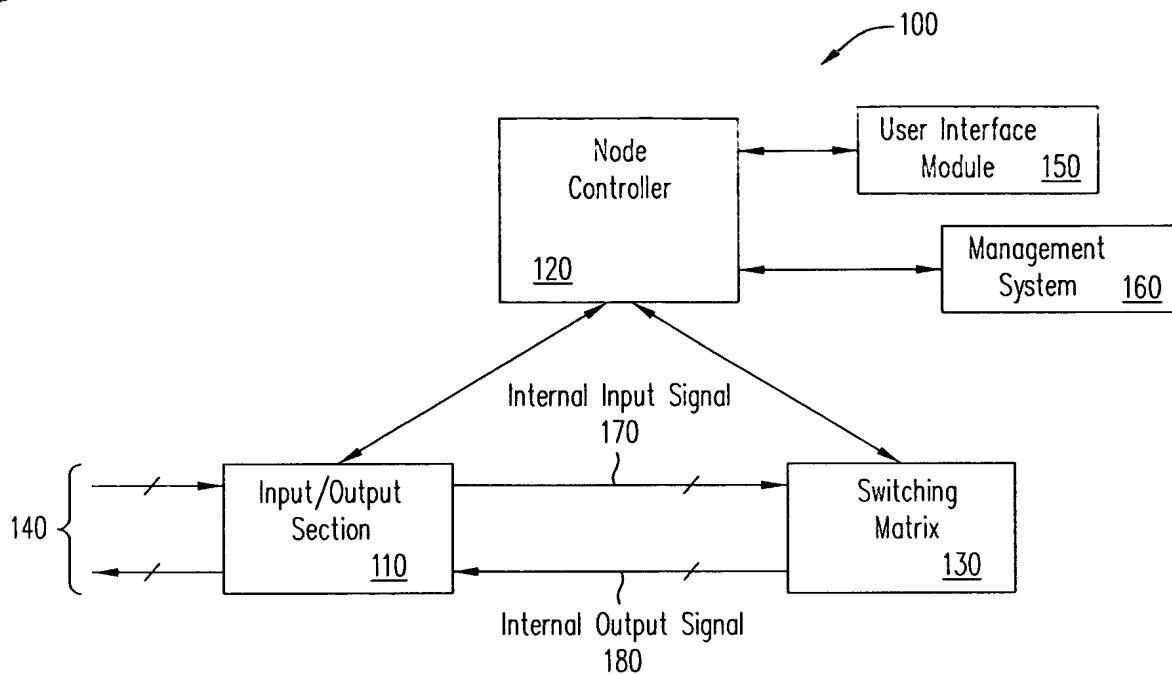 100
Node
Controller
120
User Interface
Module 150
Management
System 160
Internal Input Signal
170
140
Input/Output
Section
110
Switching
Matrix
130
Internal Output Signal
180